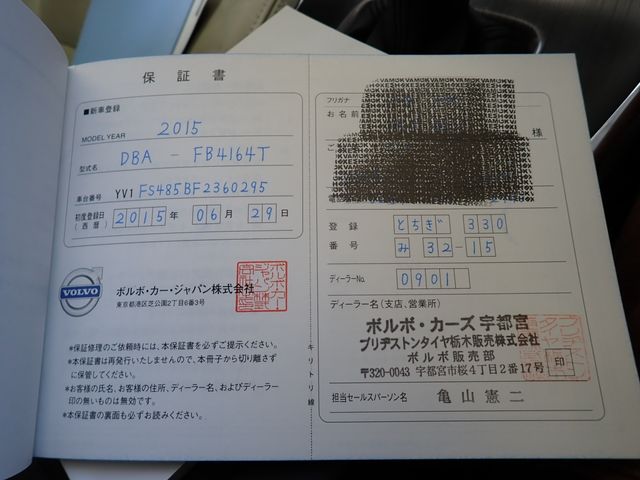 保証書
■新車登録
MODEL YEAR 2015
型式名 DBA - FB4164T
車台番号 YV1FS485BF2360295
初度登録日(西暦) 2015年 06月 29日
VOLVO
ボルボ・カー・ジャパン株式会社
東京都港区芝公園2丁目6番3号
*保証修理のご依頼時には、本保証書を必ずご提示ください。
*本保証書は再発行いたしませんので、本冊子から切り離さず
に保管してください。
*お客様の氏名、お客様の住所、ディーラー名、およびディーラー
印の無いものは無効です。
*本保証書の裏面も必ずお読みください。
キリトリ線
フリガナ
お名前
様
登録 とちぎ 330
番号 み 32-15
ディーラーNo. 0901
ディーラー名(支店、営業所)
ボルボ・カーズ宇都宮
ブリヂストンタイヤ栃木販売株式会社
ボルボ販売部
〒320-0043 宇都宮市桜4丁目2番17号
印
担当セールスパーソン名 亀山憲二